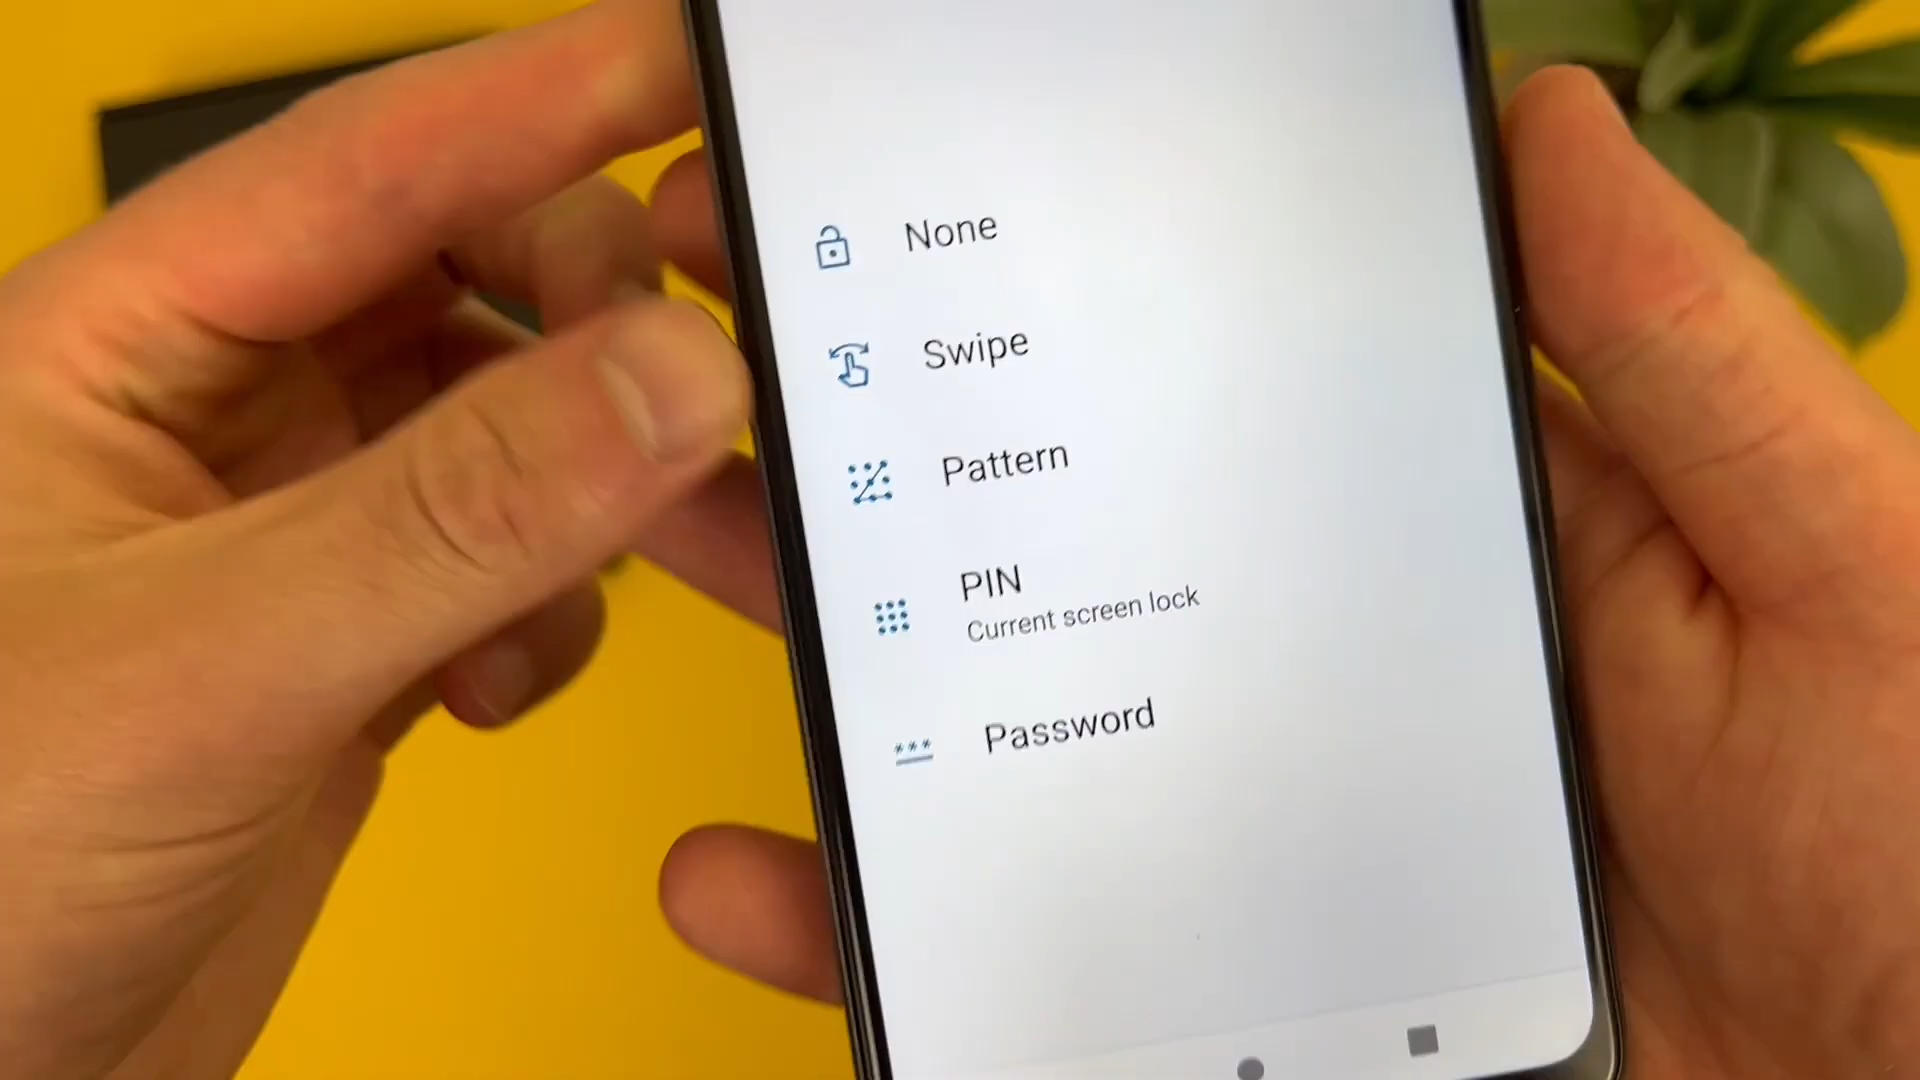 None
Swipe
Pattern
PIN
Current screen lock
Password